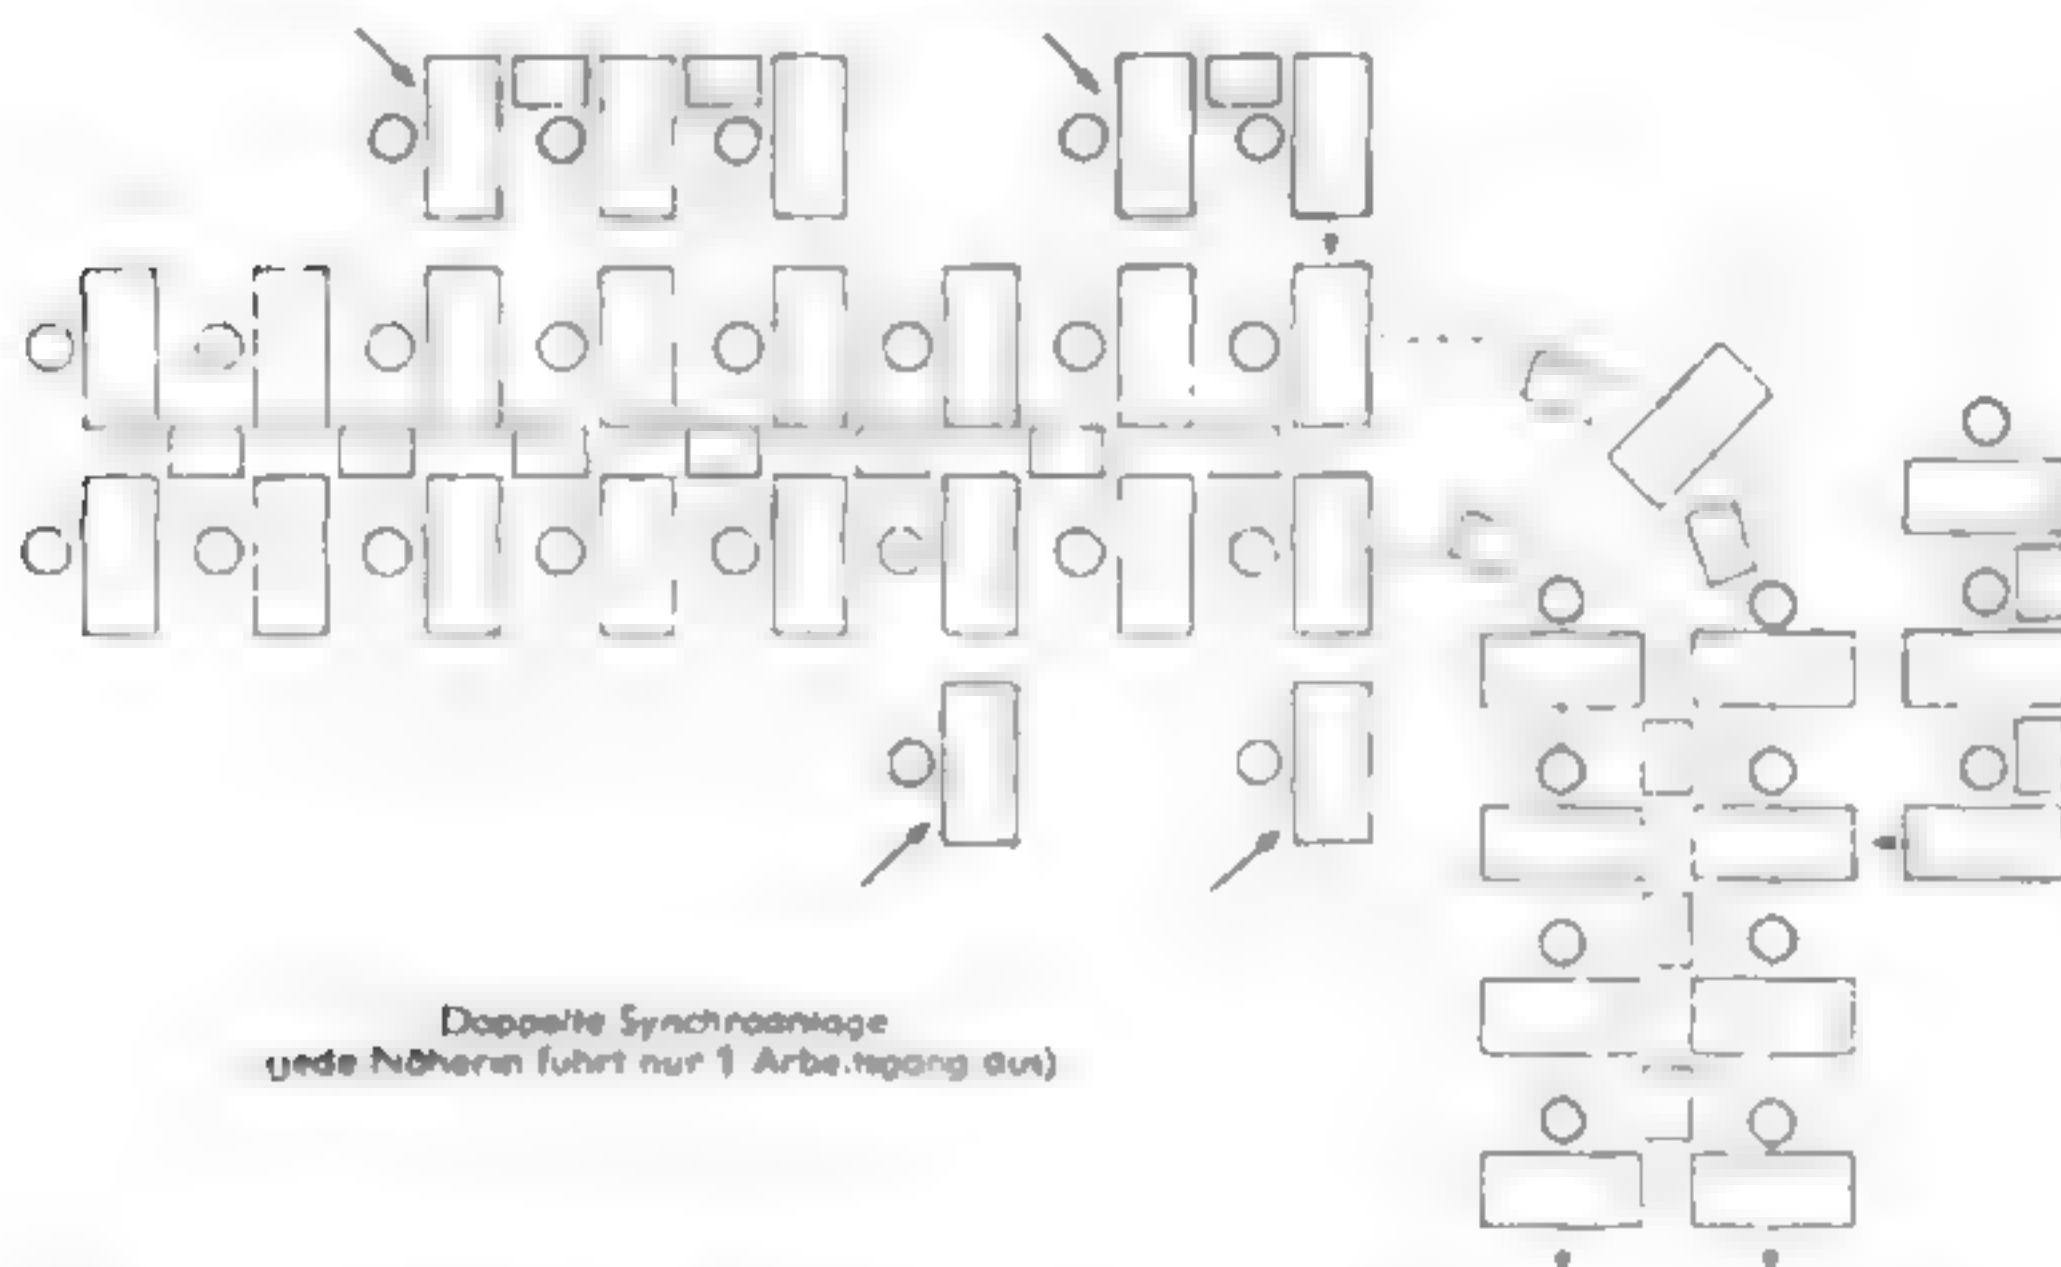 Doppelte Synchroanlage
(jede Näherin führt nur 1 Arbeitsgang aus)